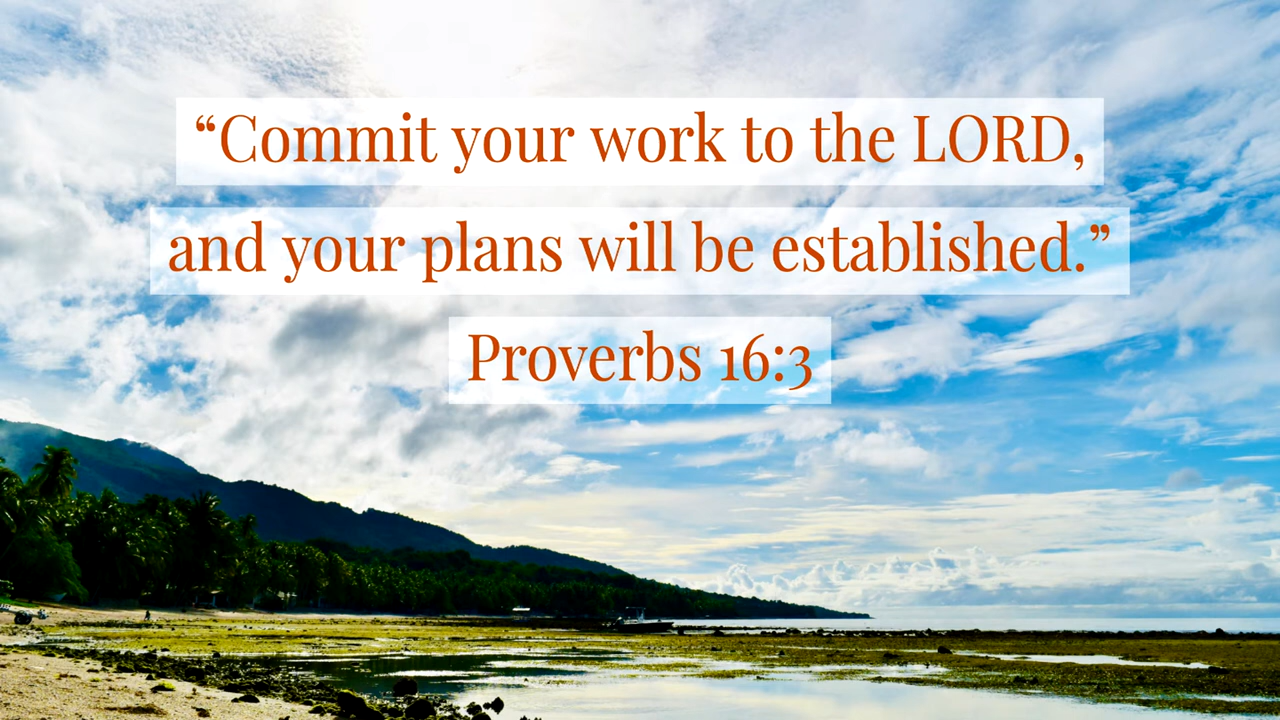 “Commit your work to the LORD,
and your plans will be established.”
Proverbs 16:3